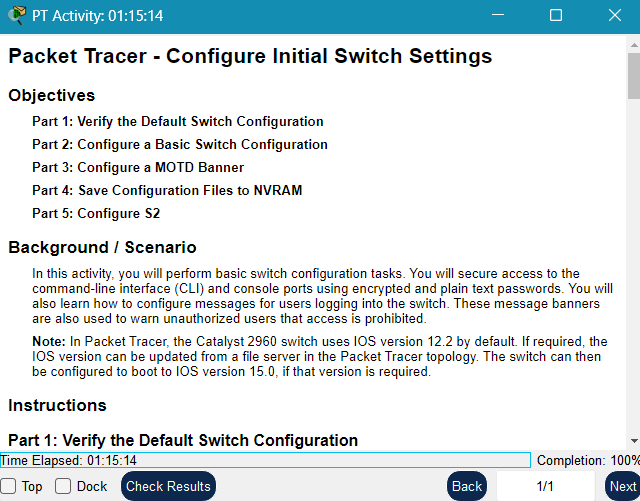 PT Activity: 01:15:14
Packet Tracer - Configure Initial Switch Settings
Objectives
Part 1: Verify the Default Switch Configuration
Part 2: Configure a Basic Switch Configuration
Part 3: Configure a MOTD Banner
Part 4: Save Configuration Files to NVRAM
Part 5: Configure S2
Background / Scenario
In this activity, you will perform basic switch configuration tasks. You will secure access to the
command-line interface (CLI) and console ports using encrypted and plain text passwords. You will
also learn how to configure messages for users logging into the switch. These message banners
are also used to warn unauthorized users that access is prohibited.
Note: In Packet Tracer, the Catalyst 2960 switch uses IOS version 12.2 by default. If required, the
IOS version can be updated from a file server in the Packet Tracer topology. The switch can then
be configured to boot to IOS version 15.0, if that version is required.
Instructions
Part 1: Verify the Default Switch Configuration
Time Elapsed: 01:15:14 Completion: 100%
Top Dock Check Results Back 1/1 Next